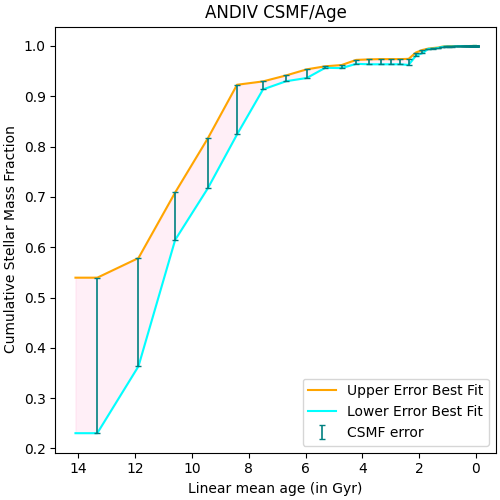 ANDIV CSMF/Age
Cumulative Stellar Mass Fraction
1.0
0.9
0.8
0.7
0.6
0.5
0.4
0.3
0.2
Upper Error Best Fit
Lower Error Best Fit
CSMF error
14 12 10 8 6 4 2 0
Linear mean age (in Gyr)